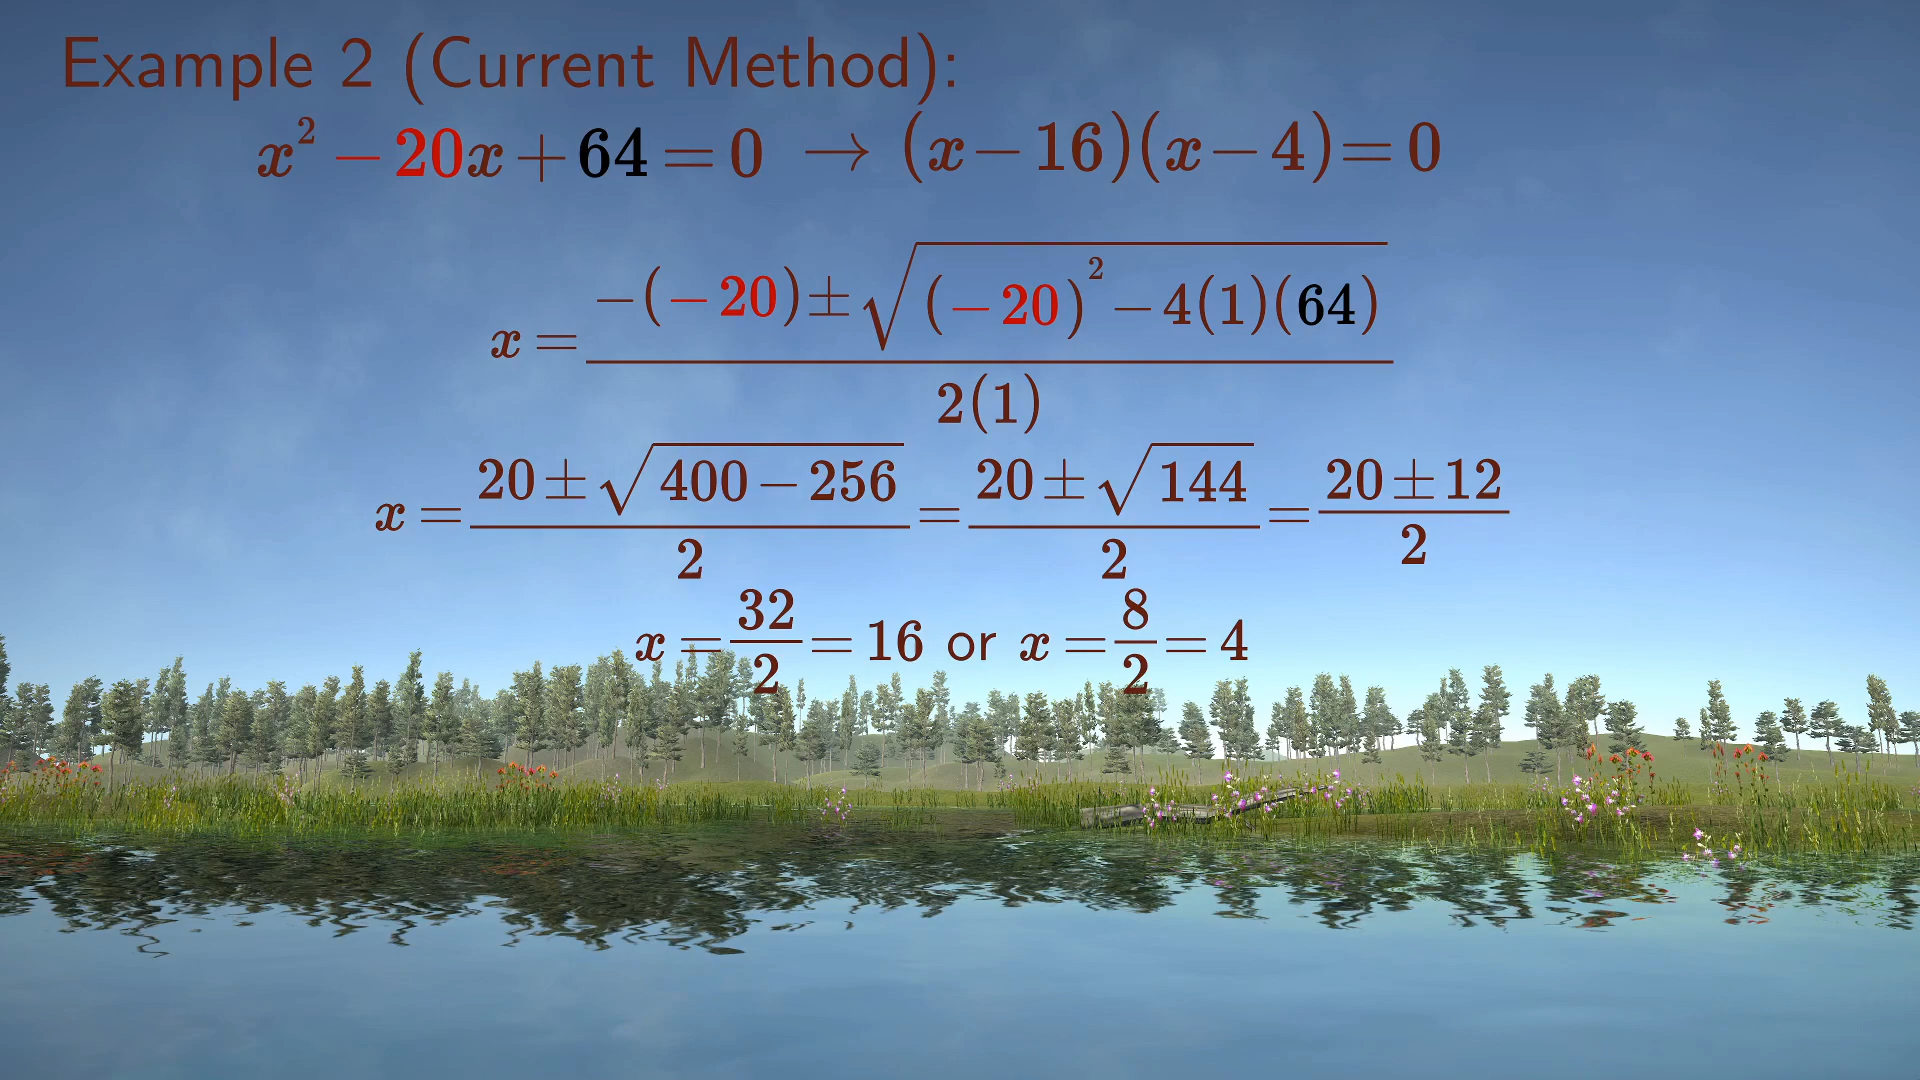 Example 2 (Current Method):
x² − 20x + 64 = 0 → (x − 16)(x − 4) = 0
x = (−(−20) ± √((−20)² − 4(1)(64))) / 2(1)
x = (20 ± √(400 − 256)) / 2 = (20 ± √144) / 2 = (20 ± 12) / 2
x = 32/2 = 16 or x = 8/2 = 4